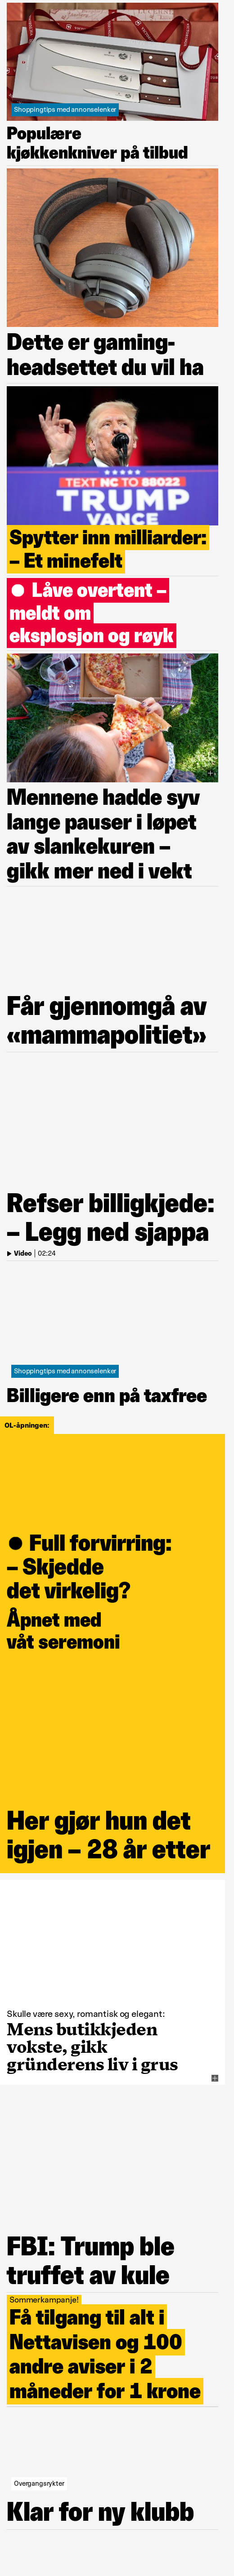 Shoppingtips med annonselenker
Populære
kjøkkenkniver på tilbud
Dette er gaming-
headsettet du vil ha
TEXT NC TO 88022
TRUMP
VANCE
Spytter inn milliarder:
– Et minefelt
Låve overtent –
meldt om
eksplosjon og røyk
Mennene hadde syv
lange pauser i løpet
av slankekuren –
gikk mer ned i vekt
Får gjennomgå av
«mammapolitiet»
Refser billigkjede:
– Legg ned sjappa
Video | 02:24
Shoppingtips med annonselenker
Billigere enn på taxfree
OL-åpningen:
Full forvirring:
– Skjedde
det virkelig?
Åpnet med
våt seremoni
Her gjør hun det
igjen – 28 år etter
Skulle være sexy, romantisk og elegant:
Mens butikkjeden
vokste, gikk
gründerens liv i grus
FBI: Trump ble
truffet av kule
Sommerkampanje!
Få tilgang til alt i
Nettavisen og 100
andre aviser i 2
måneder for 1 krone
Overgangsrykter
Klar for ny klubb